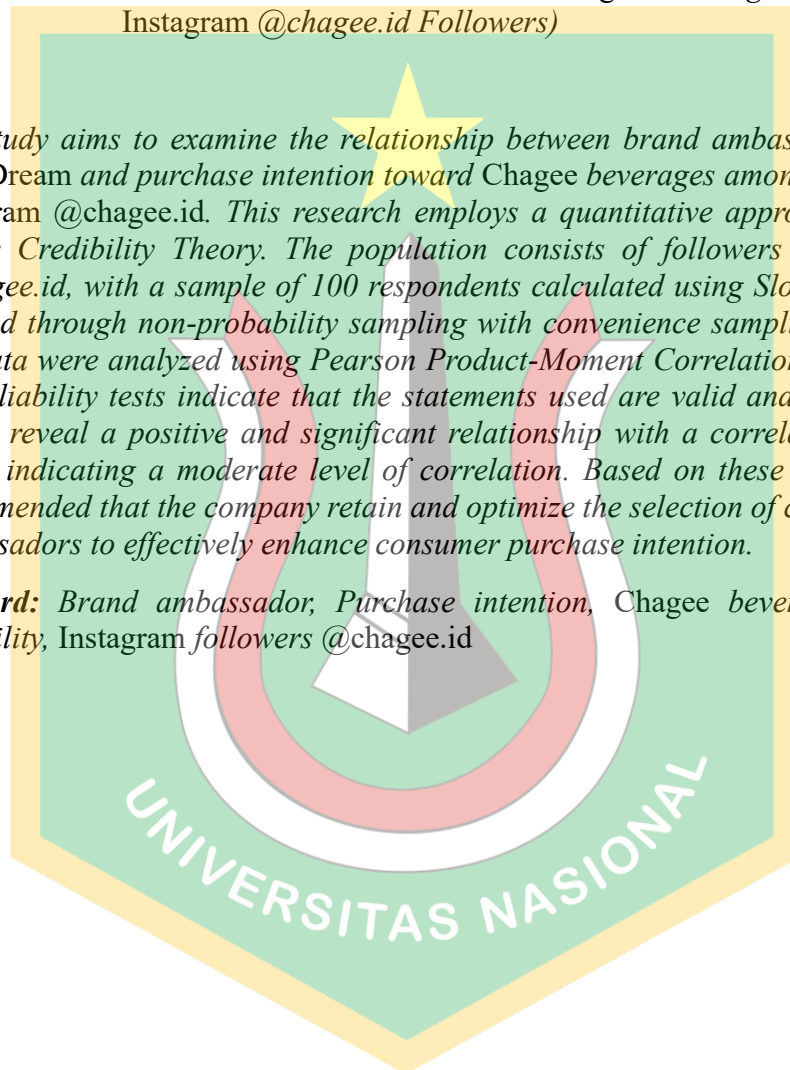 Instagram @chagee.id Followers)
tudy aims to examine the relationship between brand ambas
Dream and purchase intention toward Chagee beverages amon
ram @chagee.id. This research employs a quantitative appro
Credibility Theory. The population consists of followers
gee.id, with a sample of 100 respondents calculated using Slo
d through non-probability sampling with convenience sampli
ata were analyzed using Pearson Product-Moment Correlation
liability tests indicate that the statements used are valid and
reveal a positive and significant relationship with a correla
indicating a moderate level of correlation. Based on these
mended that the company retain and optimize the selection of c
sadors to effectively enhance consumer purchase intention.
rd: Brand ambassador, Purchase intention, Chagee bever
ility, Instagram followers @chagee.id
UNIVERSITAS NASIONAL